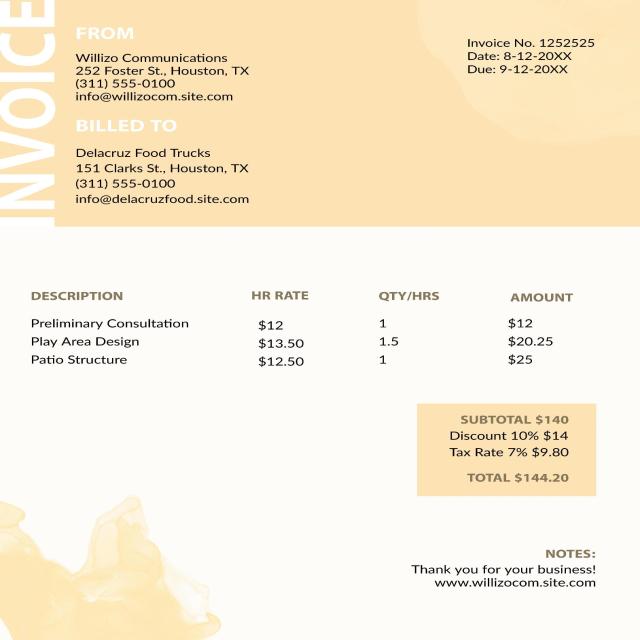 INVOICE
FROM
Willizo Communications
252 Foster St., Houston, TX
(311) 555-0100
info@willizocom.site.com
Invoice No. 1252525
Date: 8-12-20XX
Due: 9-12-20XX
BILLED TO
Delacruz Food Trucks
151 Clarks St., Houston, TX
(311) 555-0100
info@delacruzfood.site.com
DESCRIPTION HR RATE QTY/HRS AMOUNT
Preliminary Consultation $12 1 $12
Play Area Design $13.50 1.5 $20.25
Patio Structure $12.50 1 $25
SUBTOTAL $140
Discount 10% $14
Tax Rate 7% $9.80
TOTAL $144.20
NOTES:
Thank you for your business!
www.willizocom.site.com